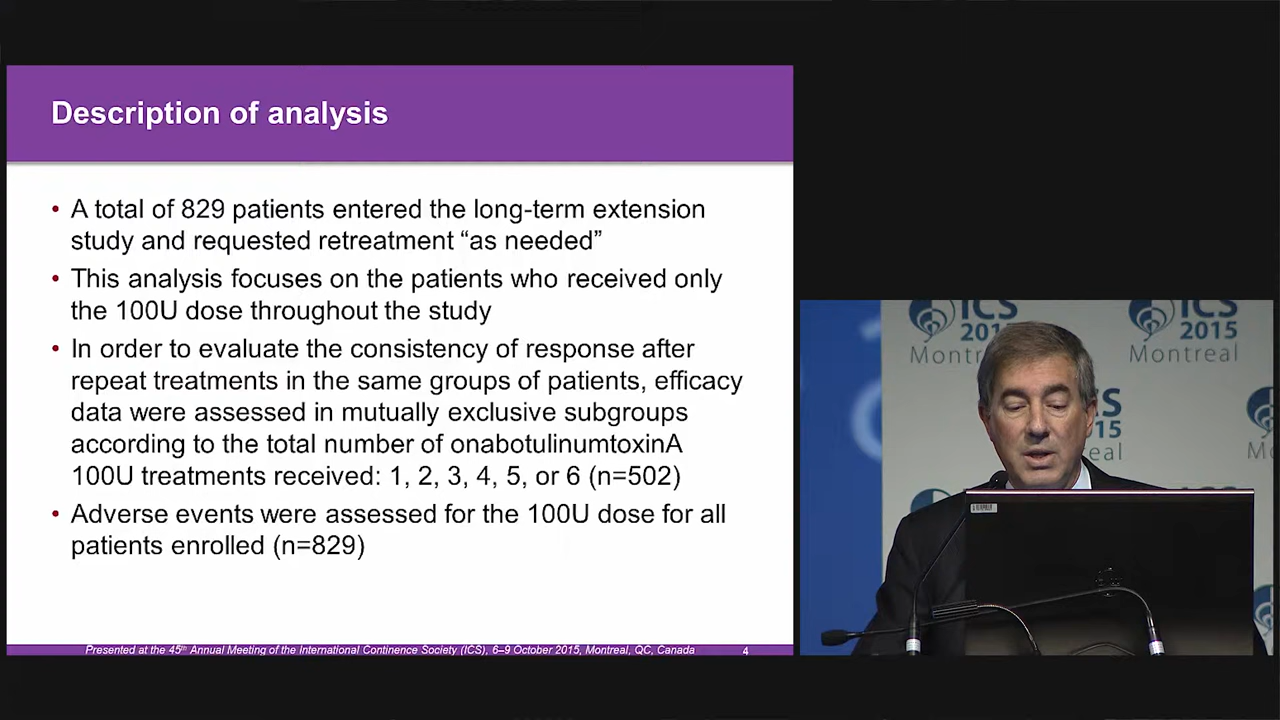 Description of analysis
• A total of 829 patients entered the long-term extension
study and requested retreatment “as needed”
• This analysis focuses on the patients who received only
the 100U dose throughout the study
• In order to evaluate the consistency of response after
repeat treatments in the same groups of patients, efficacy
data were assessed in mutually exclusive subgroups
according to the total number of onabotulinumtoxinA
100U treatments received: 1, 2, 3, 4, 5, or 6 (n=502)
• Adverse events were assessed for the 100U dose for all
patients enrolled (n=829)
Presented at the 45th Annual Meeting of the International Continence Society (ICS), 6–9 October 2015, Montreal, QC, Canada
4
ICS
2015
Montreal
ICS
2015
Montreal